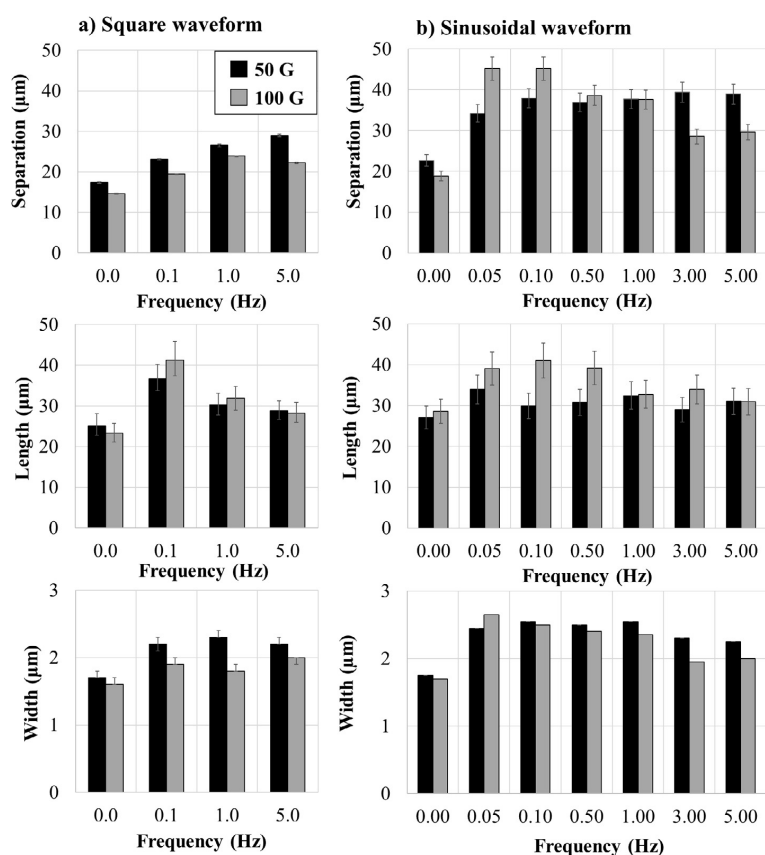 a) Square waveform
50
40
30
20
10
0
Separation (μm)
50 G
100 G
0.0 0.1 1.0 5.0
Frequency (Hz)
50
40
30
20
10
0
Length (μm)
0.0 0.1 1.0 5.0
Frequency (Hz)
3
2
1
0
Width (μm)
0.0 0.1 1.0 5.0
Frequency (Hz)
b) Sinusoidal waveform
50
40
30
20
10
0
Separation (μm)
0.00 0.05 0.10 0.50 1.00 3.00 5.00
Frequency (Hz)
50
40
30
20
10
0
Length (μm)
0.00 0.05 0.10 0.50 1.00 3.00 5.00
Frequency (Hz)
3
2
1
0
Width (μm)
0.00 0.05 0.10 0.50 1.00 3.00 5.00
Frequency (Hz)